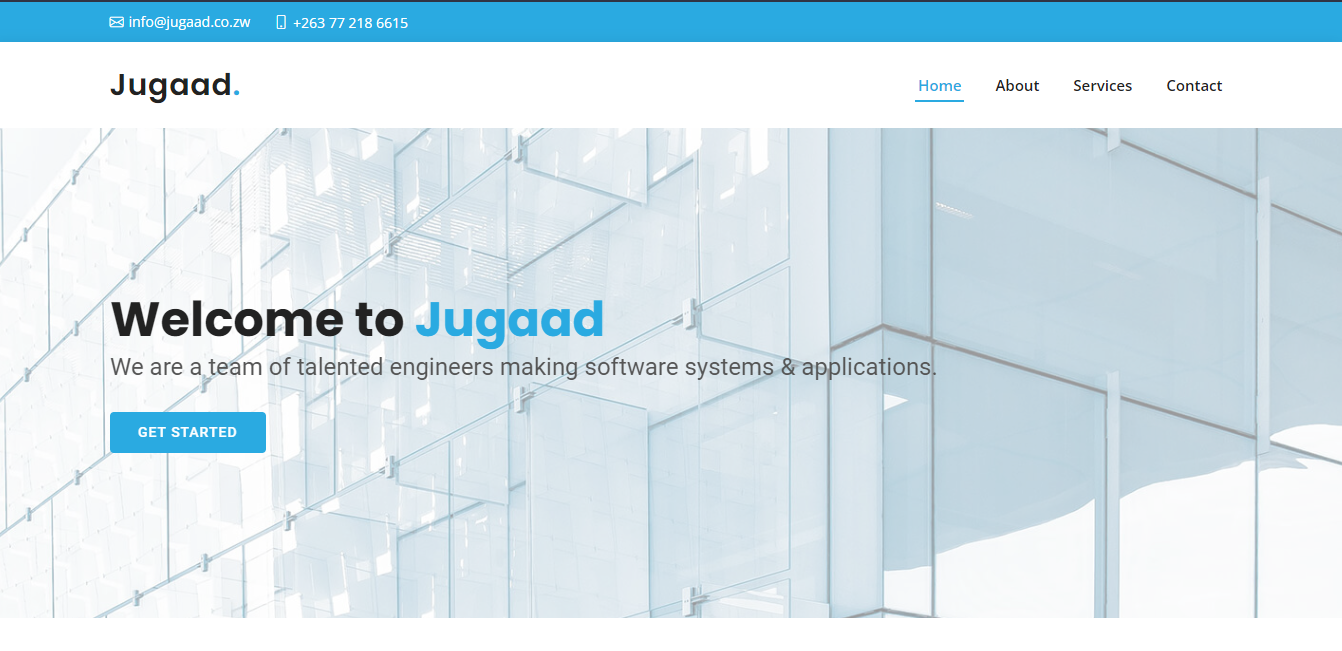 info@jugaad.co.zw +263 77 218 6615
Jugaad.
Home About Services Contact
Welcome to Jugaad
We are a team of talented engineers making software systems & applications.
GET STARTED